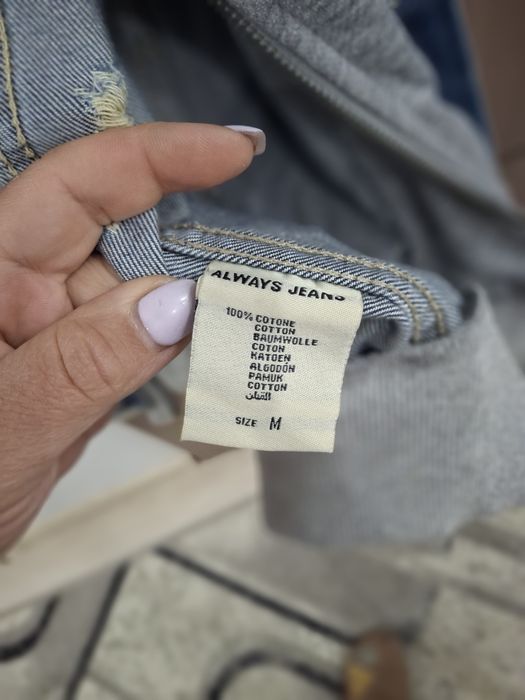 ALWAYS JEANS
100% COTONE
COTTON
BAUMWOLLE
COTON
KATOEN
ALGODÓN
PAMUK
COTTON
القطن
SIZE M